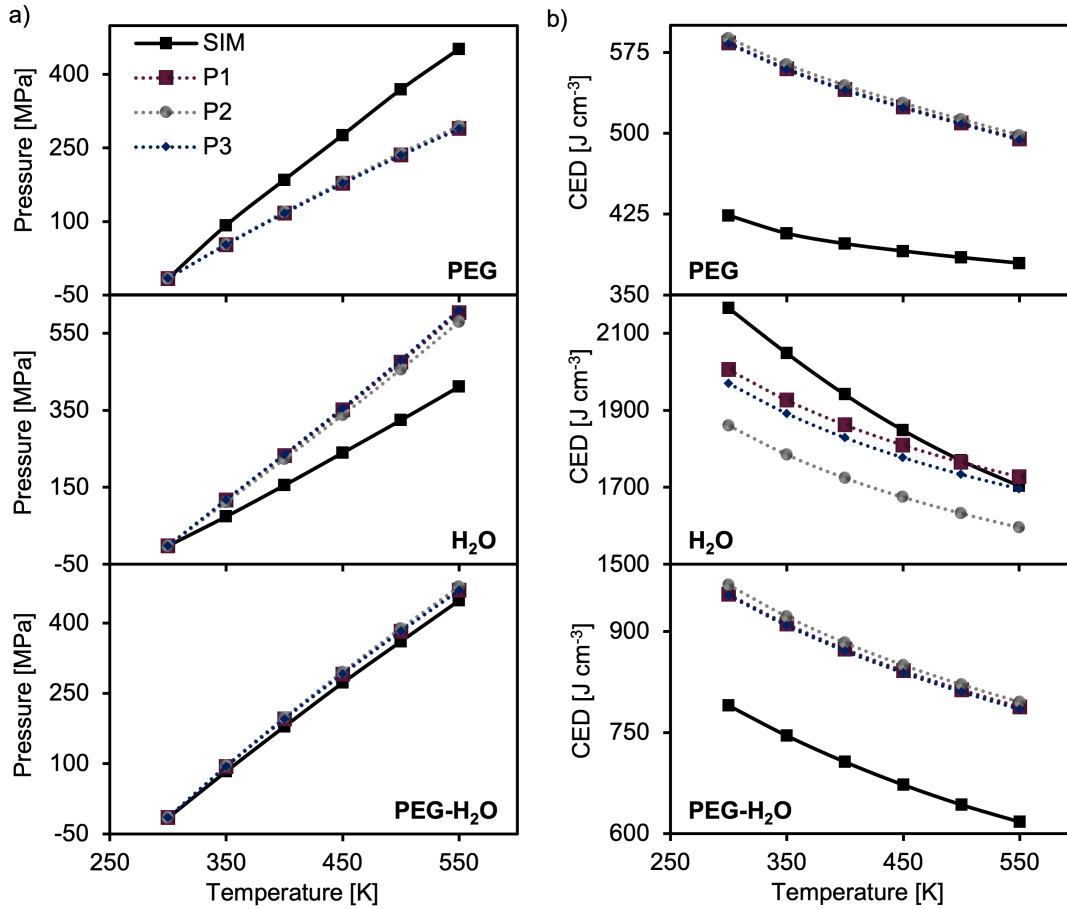 a)
SIM
P1
P2
P3
Pressure [MPa]
400
250
100
-50
PEG
Pressure [MPa]
550
350
150
-50
H₂O
Pressure [MPa]
400
250
100
-50
PEG-H₂O
250 350 450 550
Temperature [K]
b)
CED [J cm⁻³]
575
500
425
350
PEG
CED [J cm⁻³]
2100
1900
1700
1500
H₂O
CED [J cm⁻³]
900
750
600
PEG-H₂O
250 350 450 550
Temperature [K]